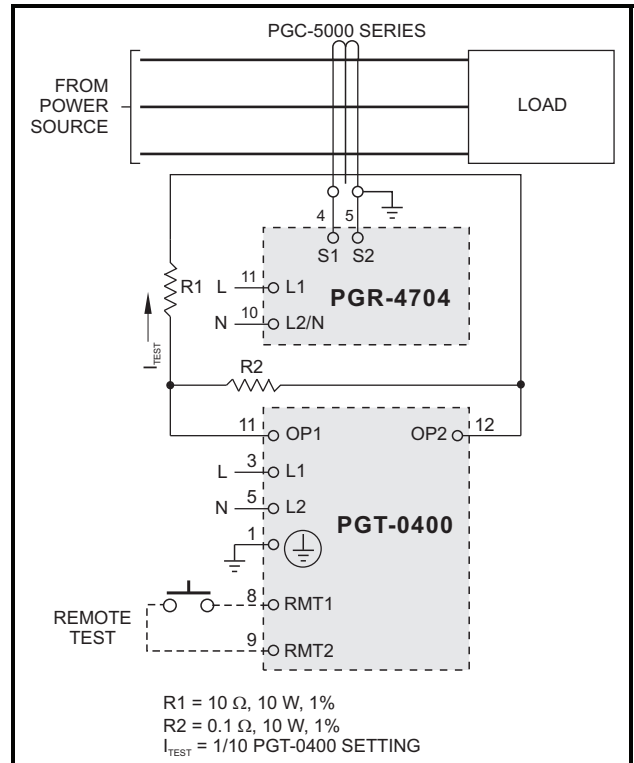 PGC-5000 SERIES
FROM
POWER
SOURCE
LOAD
4 5
S1 S2
R1 L 11 L1
PGR-4704
N 10 L2/N
I_TEST
R2
11 OP1 OP2 12
L 3 L1
N 5 L2
PGT-0400
1
REMOTE
TEST
8 RMT1
9 RMT2
R1 = 10 Ω, 10 W, 1%
R2 = 0.1 Ω, 10 W, 1%
I_TEST = 1/10 PGT-0400 SETTING